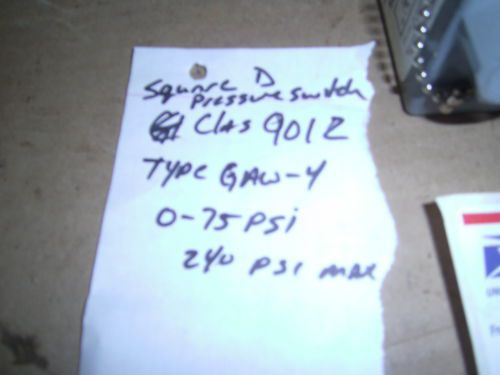 Square D
Pressure switch
Clas 9012
Type GAW-4
0-75 PSI
240 PSI max